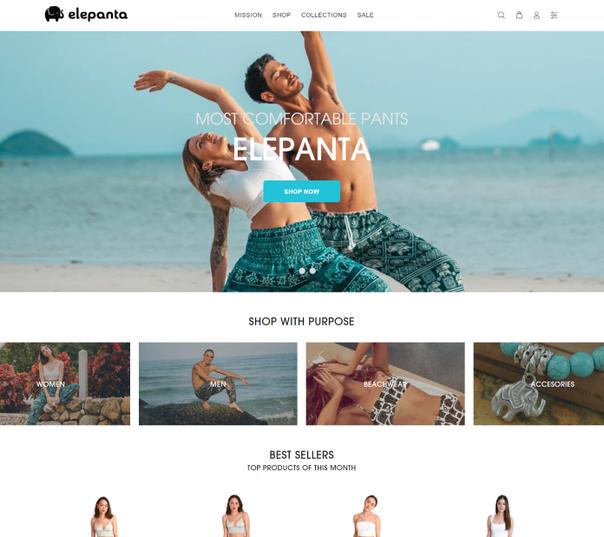 elepanta
MISSION SHOP COLLECTIONS SALE
MOST COMFORTABLE PANTS
ELEPANTA
SHOP NOW
SHOP WITH PURPOSE
WOMEN
MEN
BEACHWEAR
ACCESORIES
BEST SELLERS
TOP PRODUCTS OF THIS MONTH